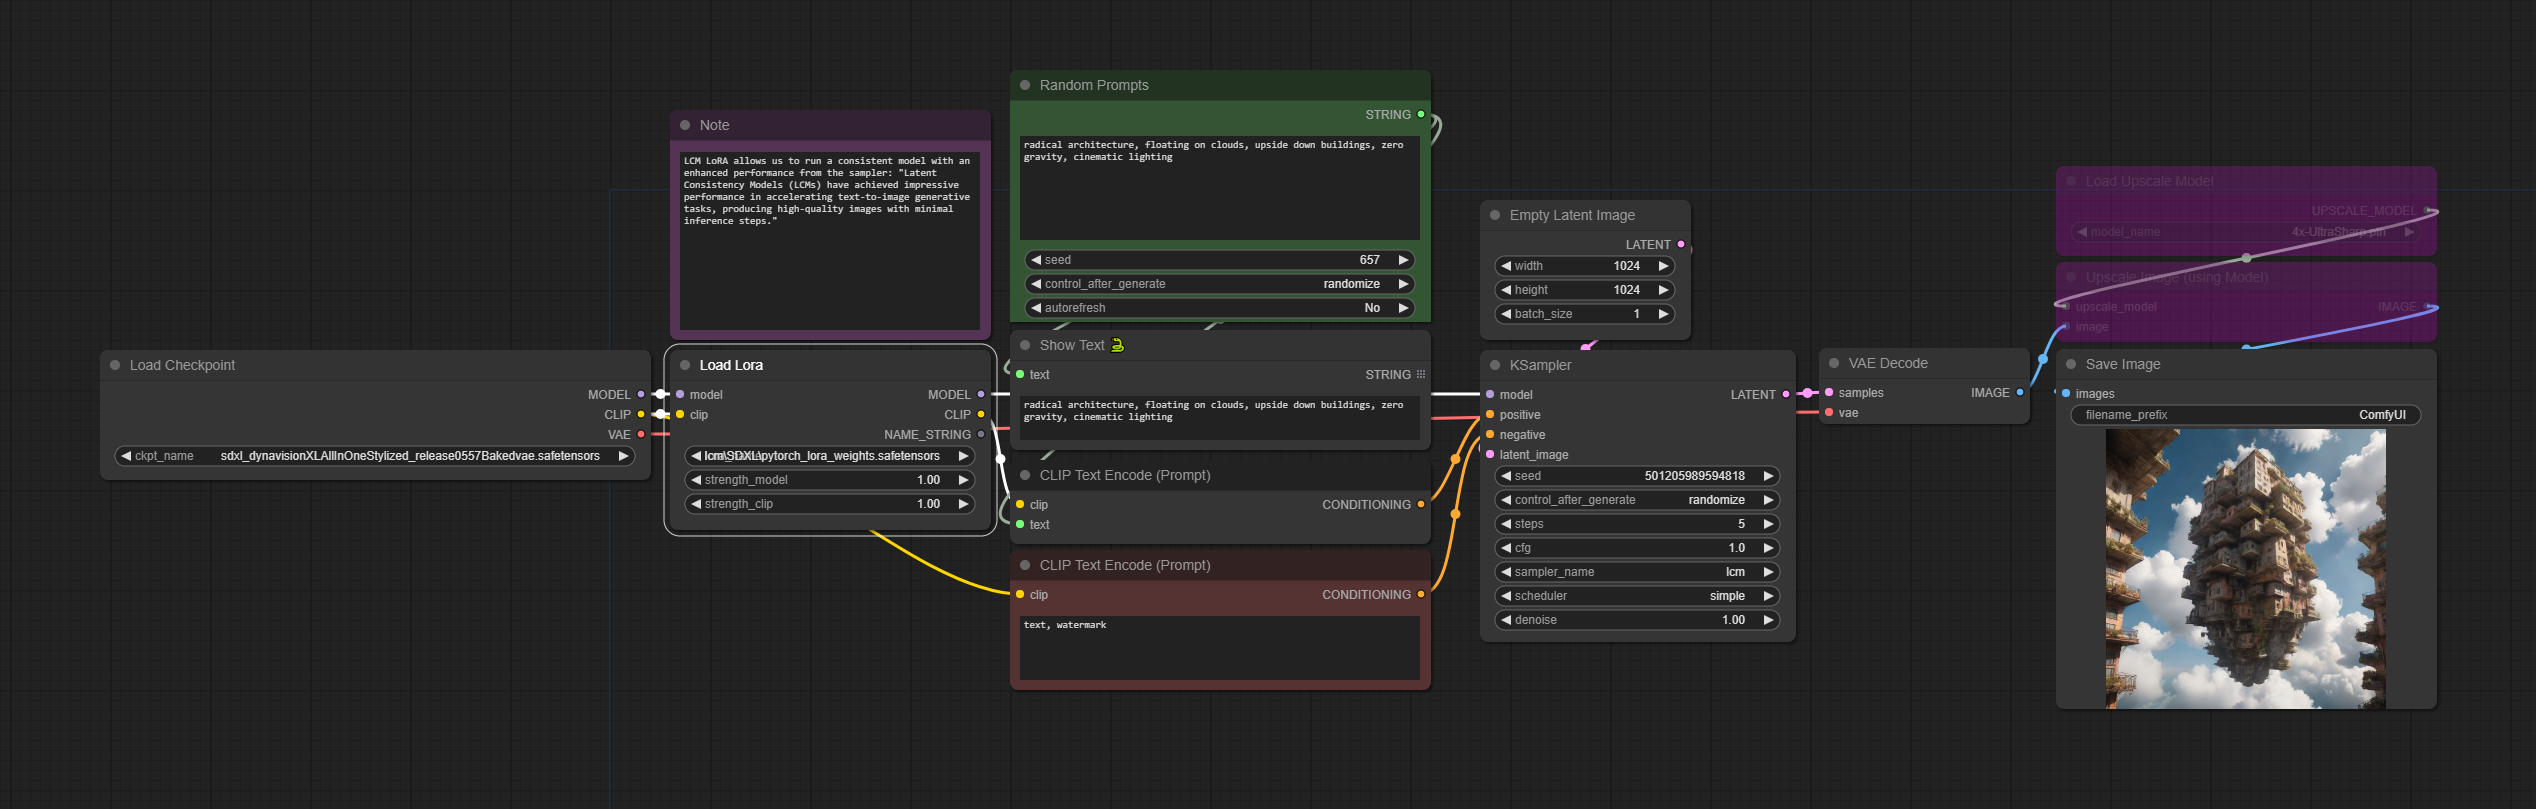 Load Checkpoint
MODEL
CLIP
VAE
ckpt_name sdxl_dynavisionXLAllInOneStylized_release0557Bakedvae.safetensors
Note
LCM LoRA allows us to run a consistent model with an
enhanced performance from the sampler: "Latent
Consistency Models (LCMs) have achieved impressive
performance in accelerating text-to-image generative
tasks, producing high-quality images with minimal
inference steps."
Load Lora
model MODEL
clip CLIP
NAME_STRING
pytorch_lora_weights.safetensors
strength_model 1.00
strength_clip 1.00
Random Prompts
STRING
radical architecture, floating on clouds, upside down buildings, zero
gravity, cinematic lighting
seed 657
control_after_generate randomize
autorefresh No
Show Text
text STRING
radical architecture, floating on clouds, upside down buildings, zero
gravity, cinematic lighting
CLIP Text Encode (Prompt)
clip CONDITIONING
text
CLIP Text Encode (Prompt)
clip CONDITIONING
text, watermark
Empty Latent Image
LATENT
width 1024
height 1024
batch_size 1
KSampler
model LATENT
positive
negative
latent_image
seed 501205989594818
control_after_generate randomize
steps 5
cfg 1.0
sampler_name lcm
scheduler simple
denoise 1.00
VAE Decode
samples IMAGE
vae
Load Upscale Model
UPSCALE_MODEL
model_name 4x-UltraSharp.pth
Upscale Image (using Model)
upscale_model IMAGE
image
Save Image
images
filename_prefix ComfyUI